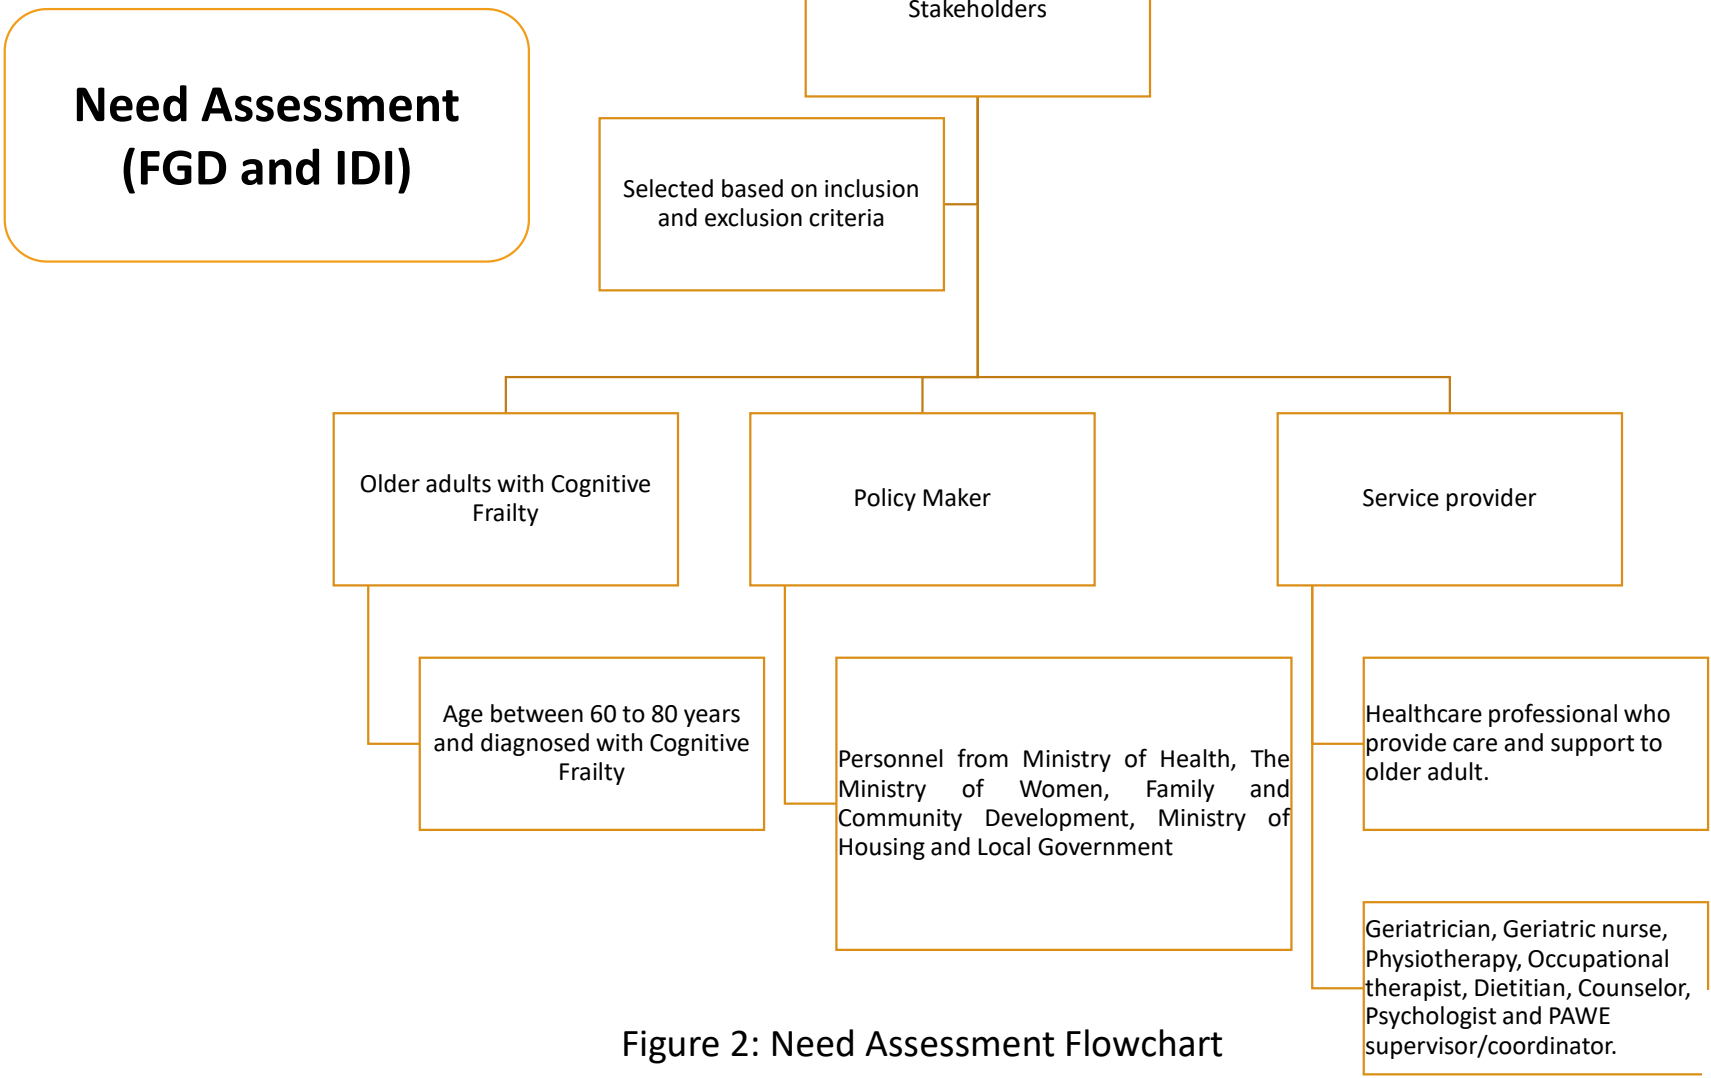 Stakeholders
Need Assessment
(FGD and IDI)
Selected based on inclusion
and exclusion criteria
Older adults with Cognitive
Frailty
Policy Maker
Service provider
Age between 60 to 80 years
and diagnosed with Cognitive
Frailty
Personnel from Ministry of Health, The
Ministry of Women, Family and
Community Development, Ministry of
Housing and Local Government
Healthcare professional who
provide care and support to
older adult.
Geriatrician, Geriatric nurse,
Physiotherapy, Occupational
therapist, Dietitian, Counselor,
Psychologist and PAWE
supervisor/coordinator.
Figure 2: Need Assessment Flowchart